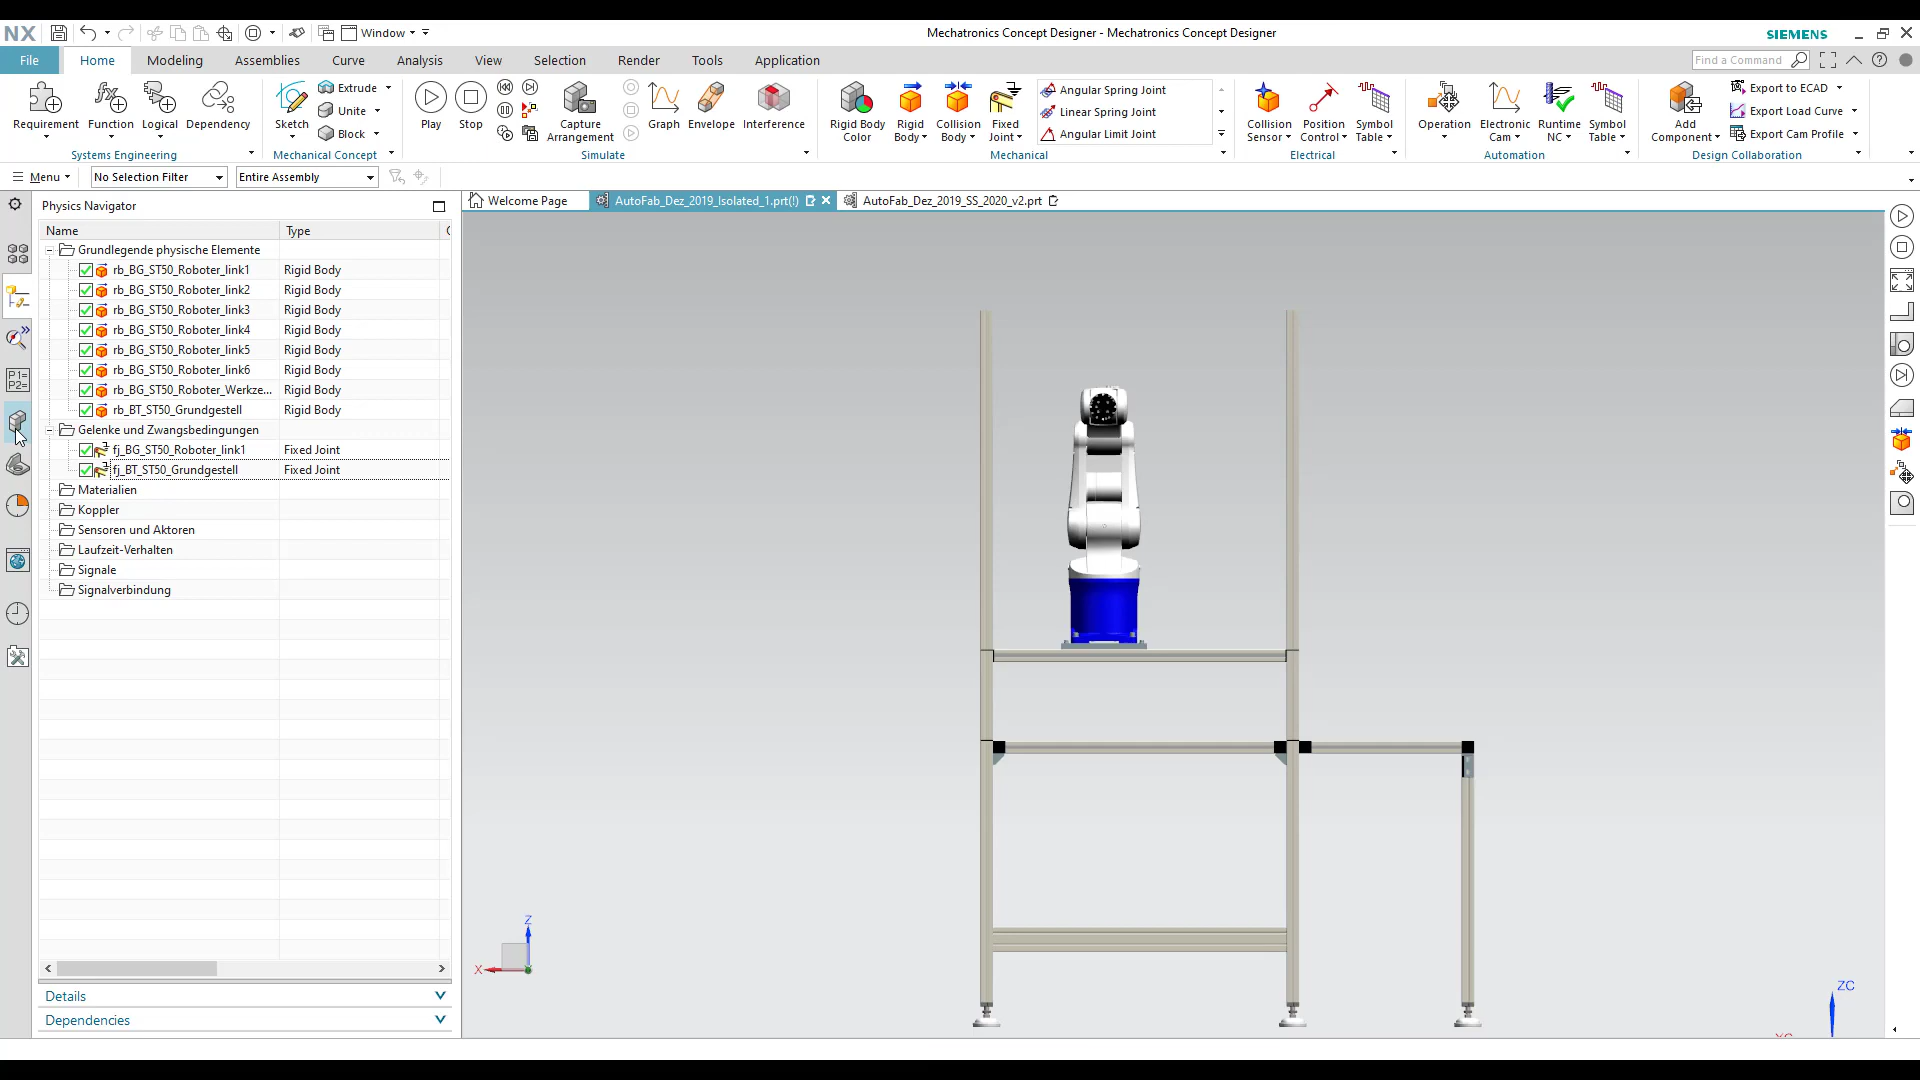 NX Window Mechatronics Concept Designer - Mechatronics Concept Designer SIEMENS
File Home Modeling Assemblies Curve Analysis View Selection Render Tools Application Find a Command
Requirement Function Logical Dependency
Systems Engineering
Sketch Extrude Unite Block
Mechanical Concept
Play Stop Capture Arrangement Graph Envelope Interference
Simulate
Rigid Body Color Rigid Body Collision Body Fixed Joint
Angular Spring Joint
Linear Spring Joint
Angular Limit Joint
Mechanical
Collision Sensor Position Control Symbol Table
Electrical
Operation Electronic Cam Runtime NC Symbol Table
Automation
Add Component Export to ECAD
Export Load Curve
Export Cam Profile
Design Collaboration
Menu No Selection Filter Entire Assembly
Physics Navigator
Welcome Page AutoFab_Dez_2019_Isolated_1.prt(!) AutoFab_Dez_2019_SS_2020_v2.prt
Name Type
Grundlegende physische Elemente
rb_BG_ST50_Roboter_link1 Rigid Body
rb_BG_ST50_Roboter_link2 Rigid Body
rb_BG_ST50_Roboter_link3 Rigid Body
rb_BG_ST50_Roboter_link4 Rigid Body
rb_BG_ST50_Roboter_link5 Rigid Body
rb_BG_ST50_Roboter_link6 Rigid Body
rb_BG_ST50_Roboter_Werkze... Rigid Body
rb_BT_ST50_Grundgestell Rigid Body
Gelenke und Zwangsbedingungen
fj_BG_ST50_Roboter_link1 Fixed Joint
fj_BT_ST50_Grundgestell Fixed Joint
Materialien
Koppler
Sensoren und Aktoren
Laufzeit-Verhalten
Signale
Signalverbindung
P1=
P2=
Z
X
ZC
Details
Dependencies